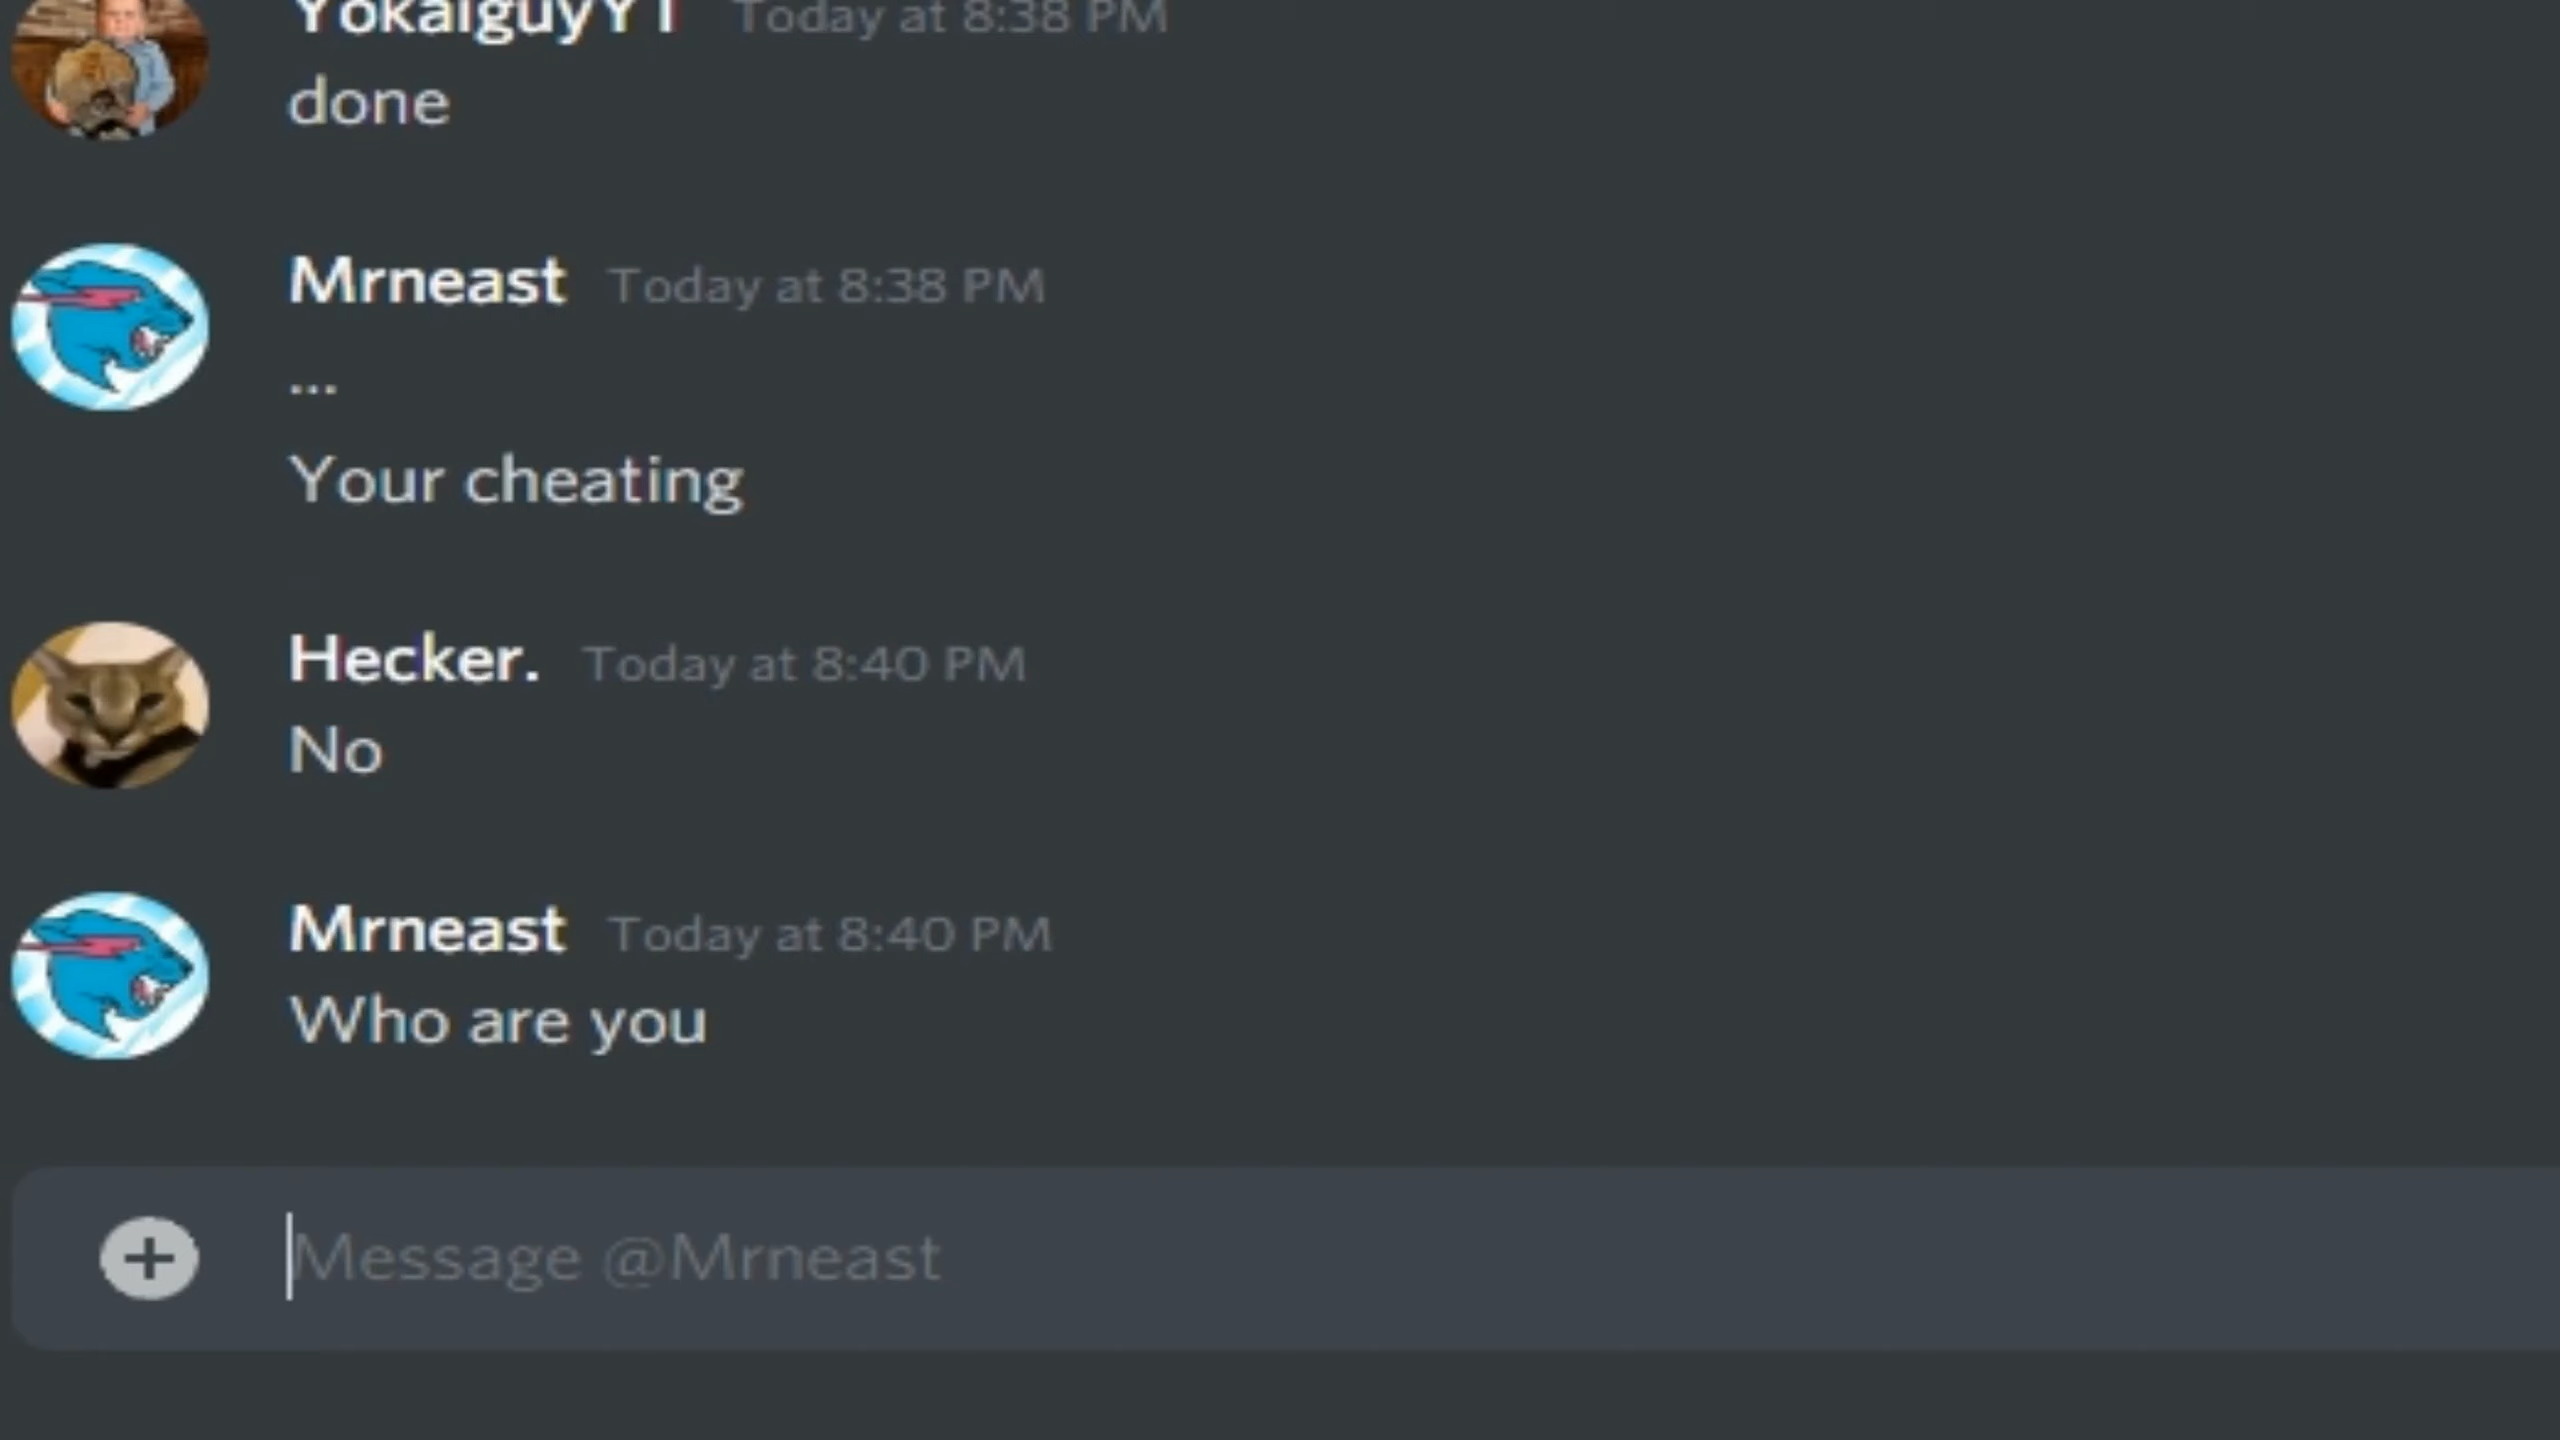 YokaiguyYT Today at 8:38 PM
done
Mrneast Today at 8:38 PM
...
Your cheating
Hecker. Today at 8:40 PM
No
Mrneast Today at 8:40 PM
Who are you
Message @Mrneast